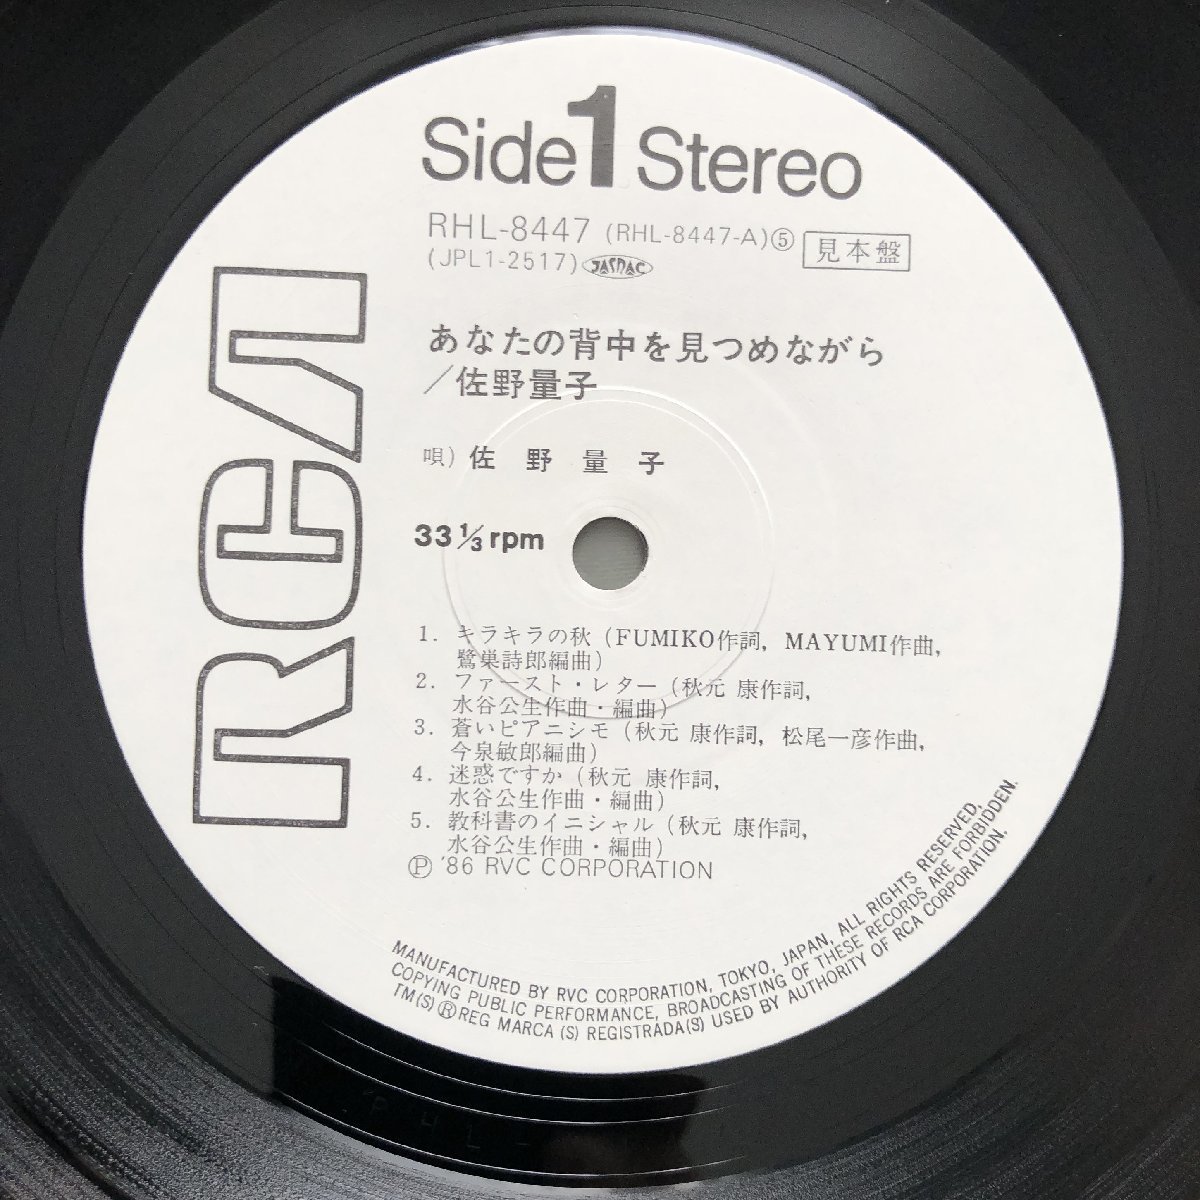 Side 1 Stereo
RHL-8447 (RHL-8447-A)⑤ 見本盤
(JPL1-2517) JASRAC
RCA
あなたの背中を見つめながら
／佐野量子
唄) 佐野量子
33 1/3 rpm
1. キラキラの秋 (FUMIKO作詞, MAYUMI作曲,
鷺巣詩郎編曲)
2. ファースト・レター (秋元 康作詞,
水谷公生作曲・編曲)
3. 蒼いピアニシモ (秋元 康作詞, 松尾一彦作曲,
今泉敏郎編曲)
4. 迷惑ですか (秋元 康作詞,
水谷公生作曲・編曲)
5. 教科書のイニシャル (秋元 康作詞,
水谷公生作曲・編曲)
Ⓟ '86 RVC CORPORATION
MANUFACTURED BY RVC CORPORATION, TOKYO, JAPAN, ALL RIGHTS RESERVED,
COPYING PUBLIC PERFORMANCE, BROADCASTING OF THESE RECORDS ARE FORBIDDEN.
TM(S) ® REG MARCA (S) REGISTRADA(S) USED BY AUTHORITY OF RCA CORPORATION.